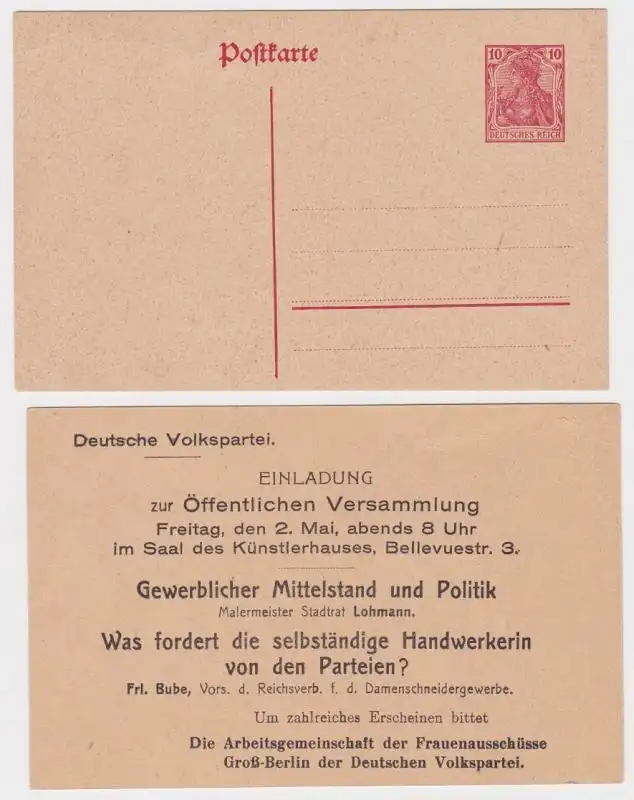 Postkarte
10 10
DEUTSCHES REICH
Deutsche Volkspartei.
EINLADUNG
zur Öffentlichen Versammlung
Freitag, den 2. Mai, abends 8 Uhr
im Saal des Künstlerhauses, Bellevuestr. 3.
Gewerblicher Mittelstand und Politik
Malermeister Stadtrat Lohmann.
Was fordert die selbständige Handwerkerin
von den Parteien?
Frl. Bube, Vors. d. Reichsverb. f. d. Damenschneidergewerbe.
Um zahlreiches Erscheinen bittet
Die Arbeitsgemeinschaft der Frauenausschüsse
Groß-Berlin der Deutschen Volkspartei.